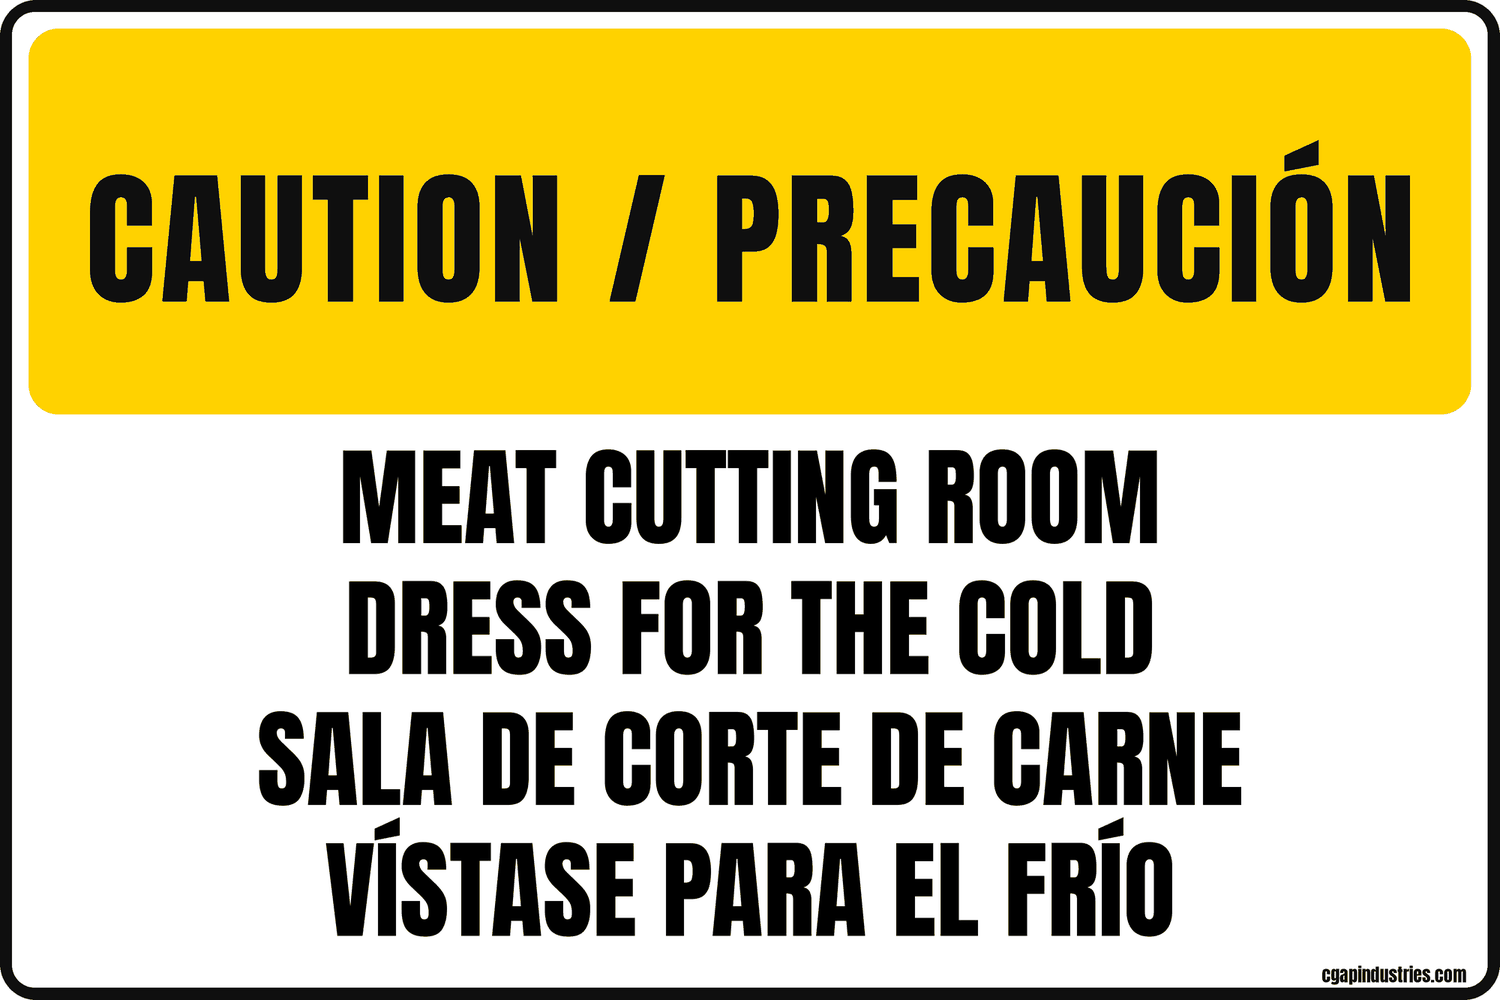 CAUTION / PRECAUCIÓN
MEAT CUTTING ROOM
DRESS FOR THE COLD
SALA DE CORTE DE CARNE
VÍSTASE PARA EL FRÍO
cgapindustries.com